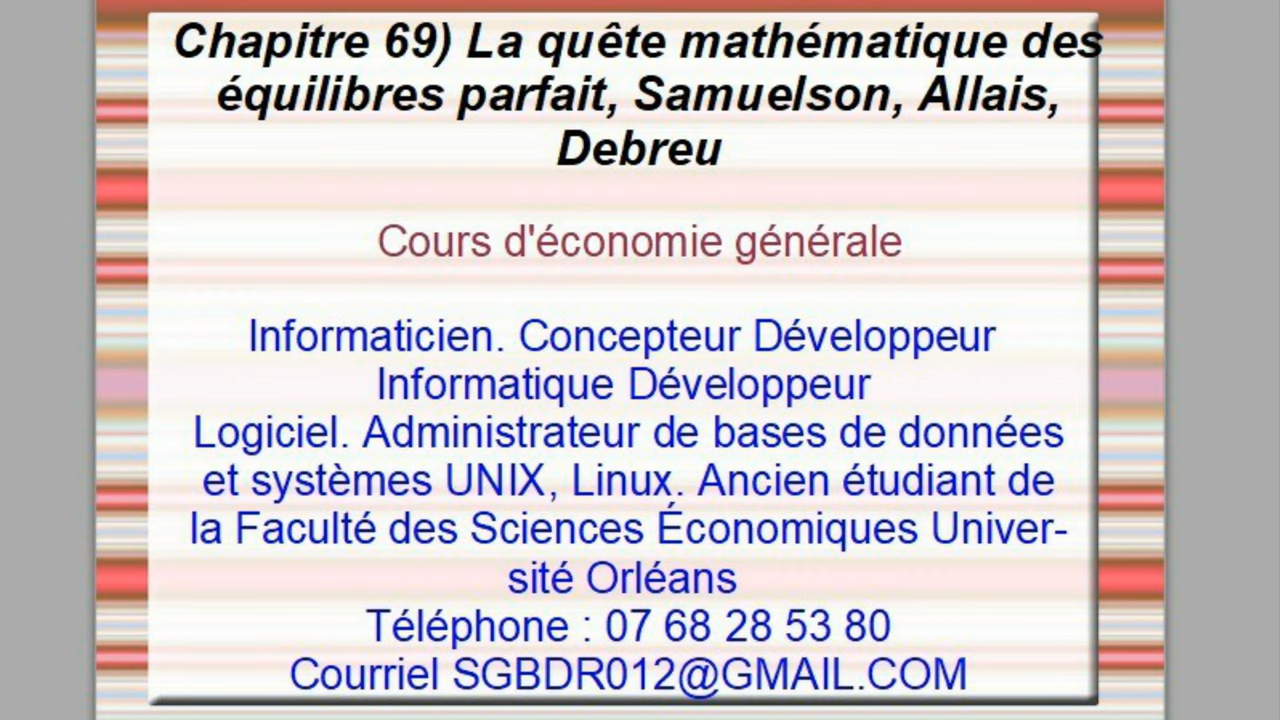 Chapitre 69) La quête mathématique des
équilibres parfait, Samuelson, Allais,
Debreu
Cours d'économie générale
Informaticien. Concepteur Développeur
Informatique Développeur
Logiciel. Administrateur de bases de données
et systèmes UNIX, Linux. Ancien étudiant de
la Faculté des Sciences Économiques Univer-
sité Orléans
Téléphone : 07 68 28 53 80
Courriel SGBDR012@GMAIL.COM